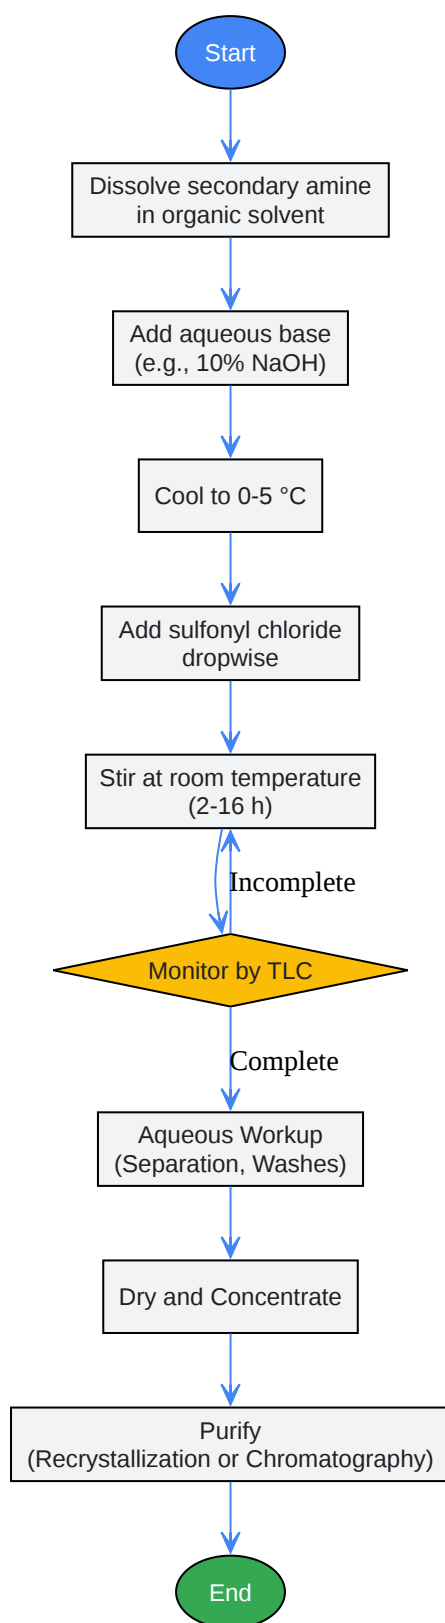 Start
Dissolve secondary amine
in organic solvent
Add aqueous base
(e.g., 10% NaOH)
Cool to 0-5 °C
Add sulfonyl chloride
dropwise
Stir at room temperature
(2-16 h)
Incomplete
Monitor by TLC
Complete
Aqueous Workup
(Separation, Washes)
Dry and Concentrate
Purify
(Recrystallization or Chromatography)
End